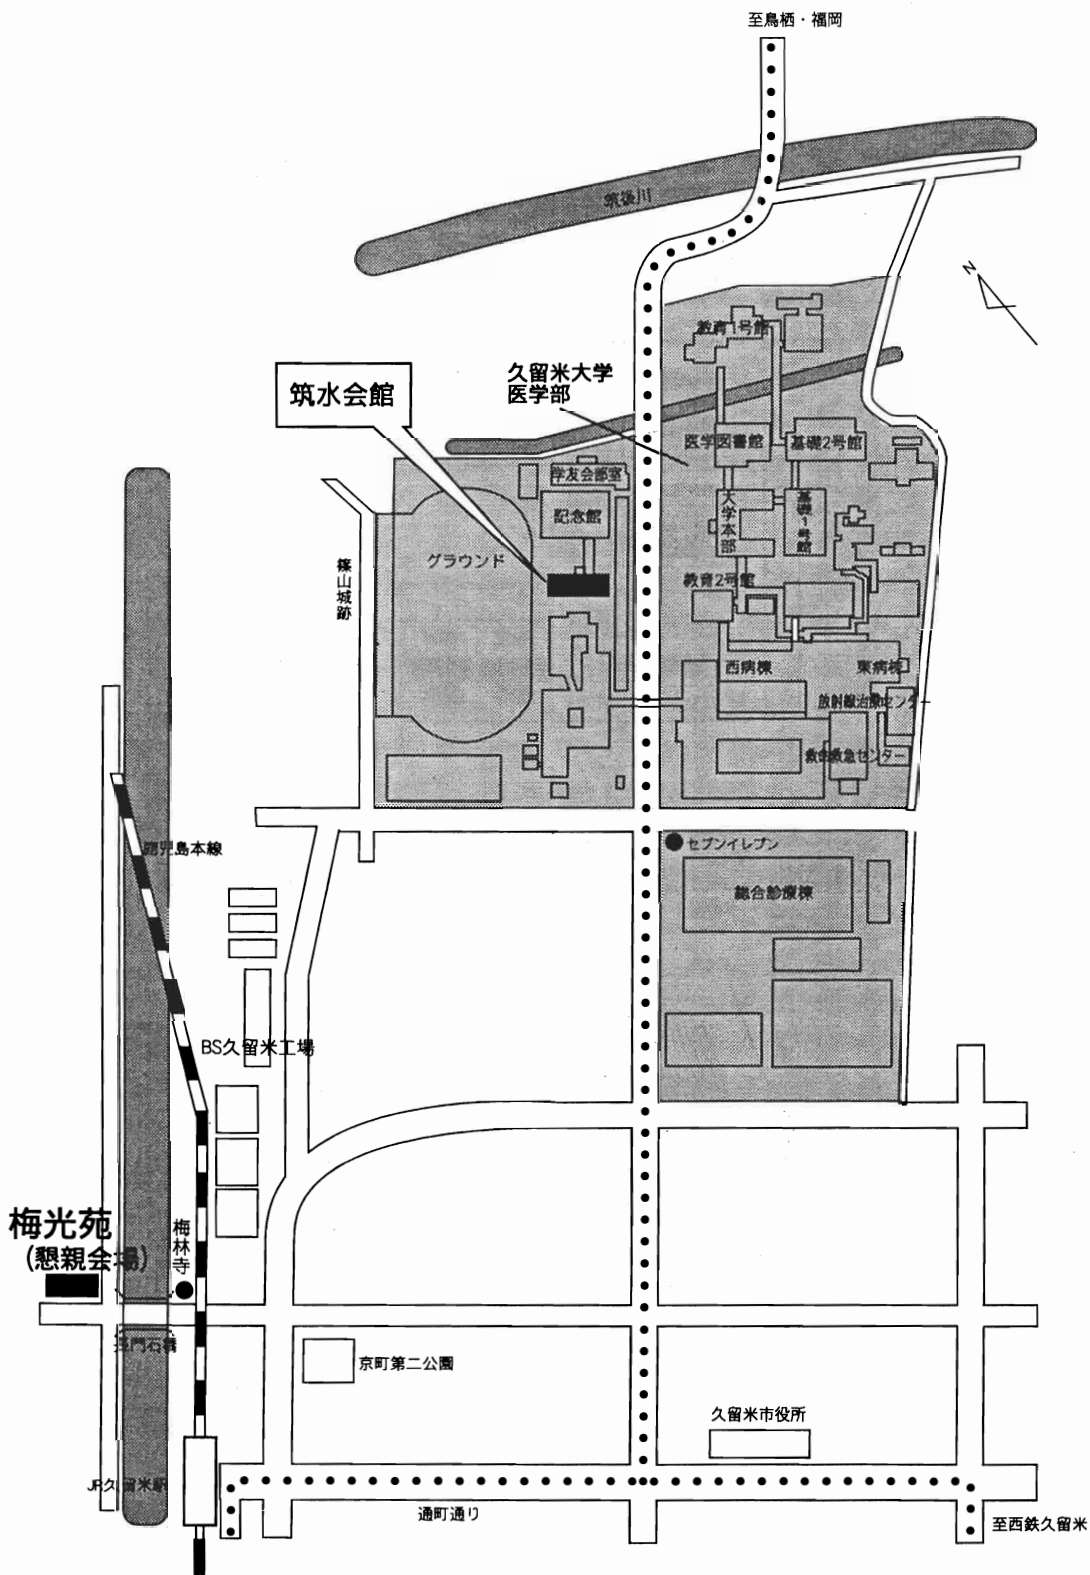 至鳥栖・福岡
筑後川
N
教育1号館
筑水会館
久留米大学
医学部
医学図書館
基礎2号館
学友会部室
記念館
大学本部
基礎1号館
グラウンド
篠山城跡
教育2号館
西病棟
東病棟
放射線治療センター
救命救急センター
セブンイレブン
鹿児島本線
総合診療棟
BS久留米工場
梅光苑
(懇親会場)
梅林寺
長門石橋
京町第二公園
久留米市役所
JR久留米駅
通町通り
至西鉄久留米